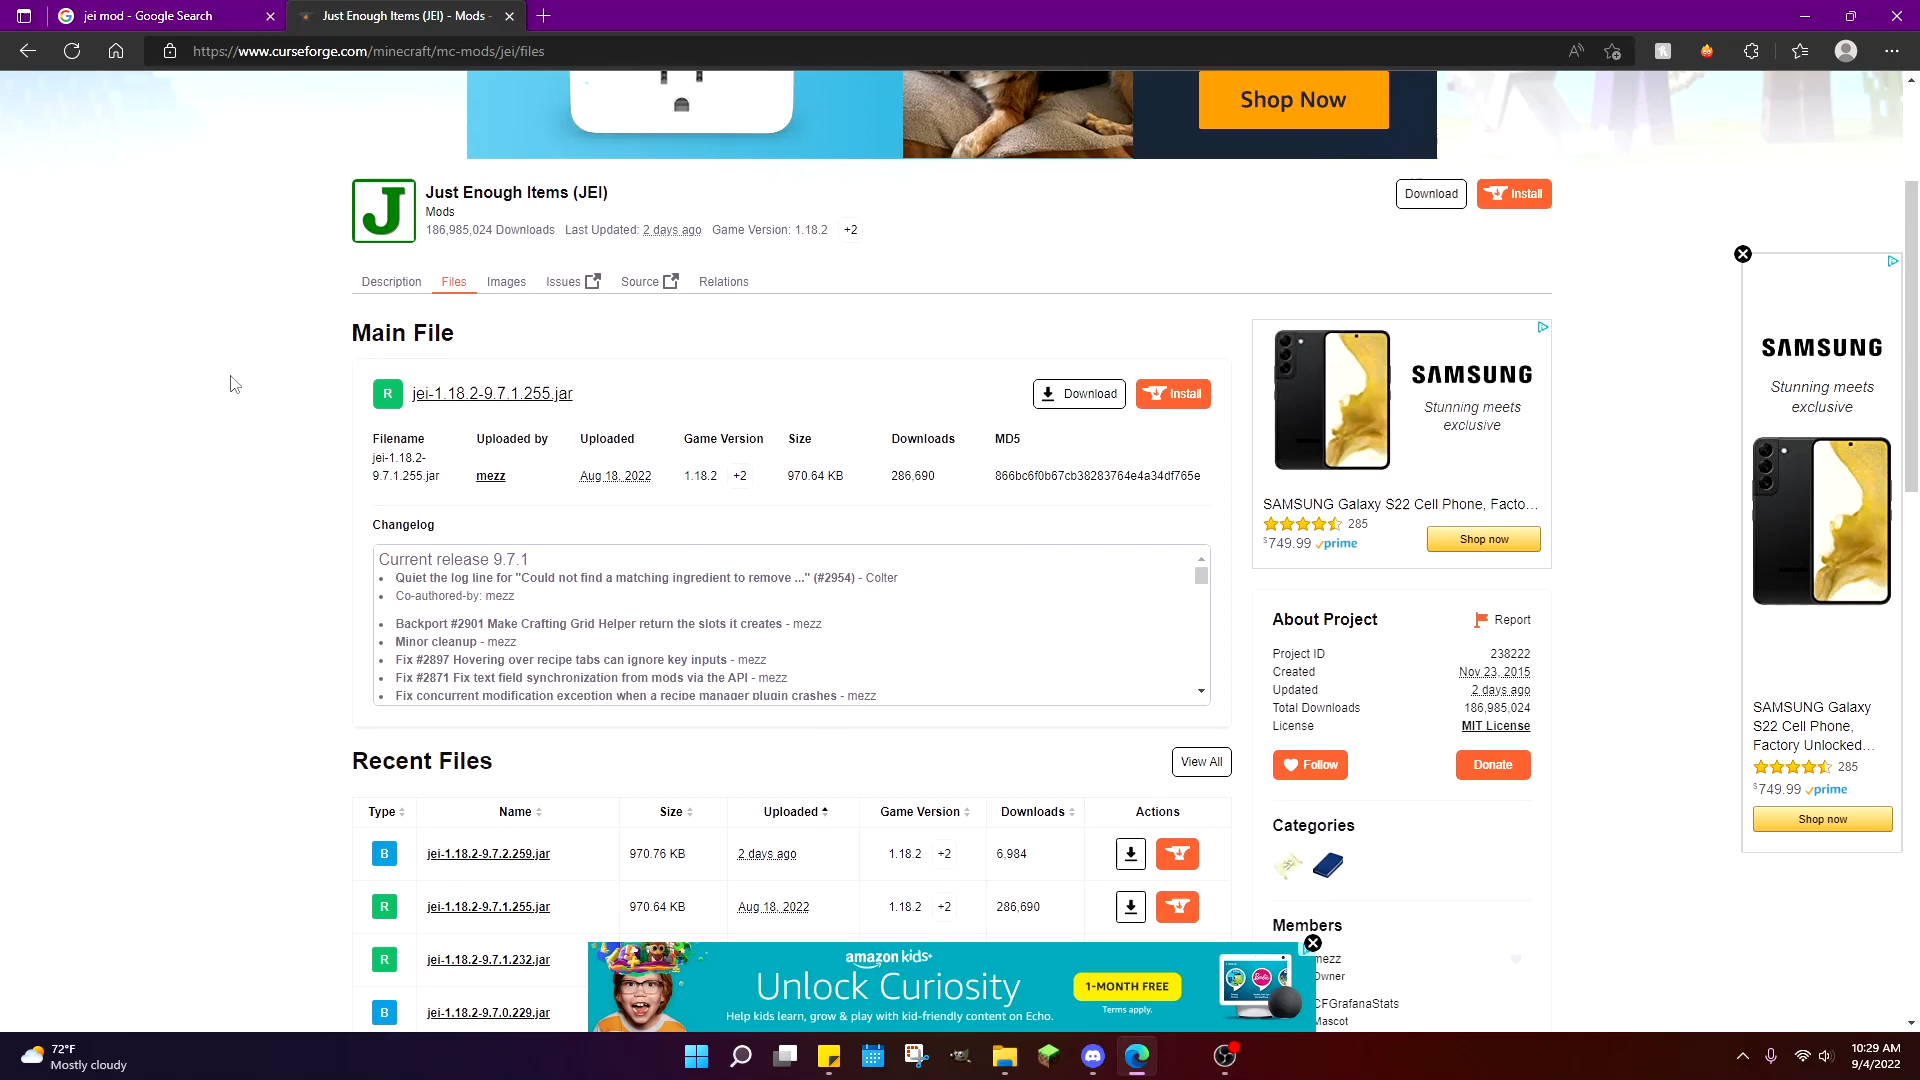 jei mod - Google Search
Just Enough Items (JEI) - Mods -
https://www.curseforge.com/minecraft/mc-mods/jei/files
Shop Now
J
Just Enough Items (JEI)
Mods
186,985,024 Downloads Last Updated: 2 days ago Game Version: 1.18.2 +2
Download
Install
Description Files Images Issues Source Relations
Main File
R jei-1.18.2-9.7.1.255.jar
Download
Install
Filename Uploaded by Uploaded Game Version Size Downloads MD5
jei-1.18.2-
9.7.1.255.jar mezz Aug 18, 2022 1.18.2 +2 970.64 KB 286,690 866bc6f0b67cb38283764e4a34df765e
Changelog
Current release 9.7.1
• Quiet the log line for "Could not find a matching ingredient to remove ..." (#2954) - Colter
• Co-authored-by: mezz
• Backport #2901 Make Crafting Grid Helper return the slots it creates - mezz
• Minor cleanup - mezz
• Fix #2897 Hovering over recipe tabs can ignore key inputs - mezz
• Fix #2871 Fix text field synchronization from mods via the API - mezz
• Fix concurrent modification exception when a recipe manager plugin crashes - mezz
Recent Files
View All
Type Name Size Uploaded Game Version Downloads Actions
B jei-1.18.2-9.7.2.259.jar 970.76 KB 2 days ago 1.18.2 +2 6,984
R jei-1.18.2-9.7.1.255.jar 970.64 KB Aug 18, 2022 1.18.2 +2 286,690
R jei-1.18.2-9.7.1.232.jar
B jei-1.18.2-9.7.0.229.jar
SAMSUNG
Stunning meets
exclusive
SAMSUNG Galaxy S22 Cell Phone, Facto...
285
$749.99 prime
Shop now
About Project
Report
Project ID 238222
Created Nov 23, 2015
Updated 2 days ago
Total Downloads 186,985,024
License MIT License
Follow
Donate
Categories
Members
mezz
Owner
CFGrafanaStats
Mascot
SAMSUNG
Stunning meets
exclusive
SAMSUNG Galaxy
S22 Cell Phone,
Factory Unlocked...
285
$749.99 prime
Shop now
amazon kids+
Unlock Curiosity
Help kids learn, grow & play with kid-friendly content on Echo.
1-MONTH FREE
Terms apply.
72°F
Mostly cloudy
10:29 AM
9/4/2022